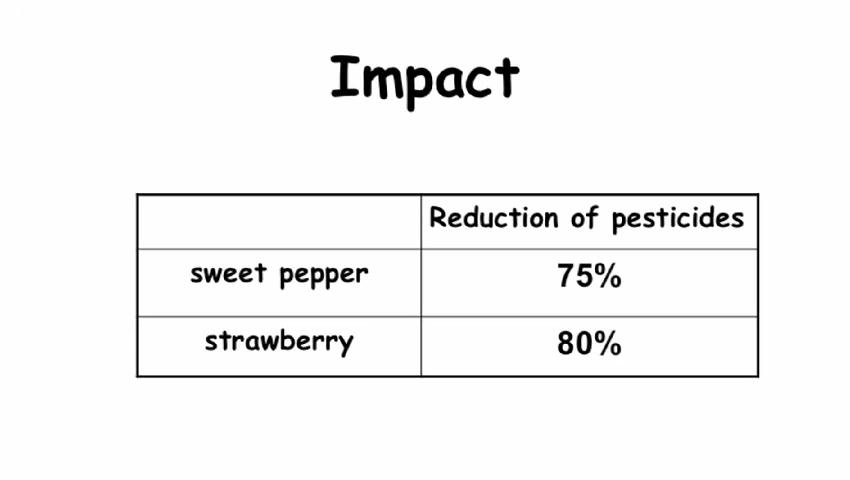 Impact
Reduction of pesticides
sweet pepper 75%
strawberry 80%